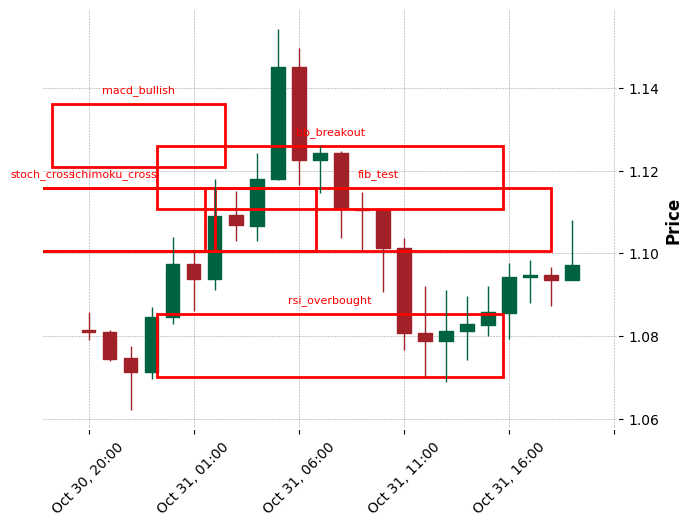 macd_bullish
b_breakout
stoch_cross
ichimoku_cross
fib_test
rsi_overbought
1.14
1.12
1.10
1.08
1.06
Price
Oct 30, 20:00
Oct 31, 01:00
Oct 31, 06:00
Oct 31, 11:00
Oct 31, 16:00